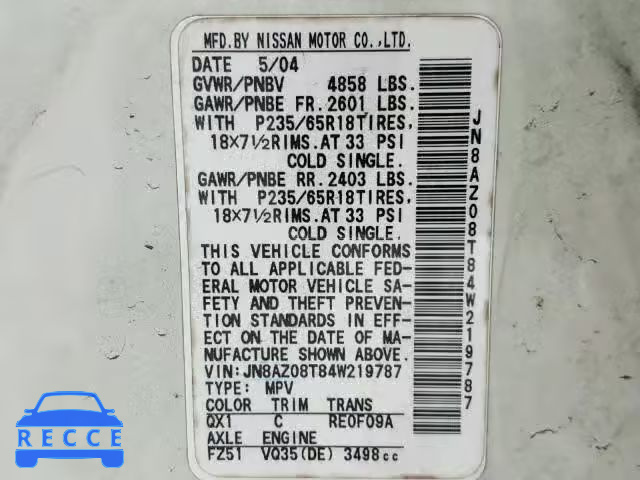 MFD.BY NISSAN MOTOR CO.,LTD.
DATE 5/04
GVWR/PNBV 4858 LBS.
GAWR/PNBE FR.2601 LBS.
WITH P235/65R18TIRES,
18×7½RIMS.AT 33 PSI
COLD SINGLE.
GAWR/PNBE RR.2403 LBS.
WITH P235/65R18TIRES,
18×7½RIMS.AT 33 PSI
COLD SINGLE.
THIS VEHICLE CONFORMS
TO ALL APPLICABLE FED-
ERAL MOTOR VEHICLE SA-
FETY AND THEFT PREVEN-
TION STANDARDS IN EFF-
ECT ON THE DATE OF MA-
NUFACTURE SHOWN ABOVE.
VIN:JN8AZ08T84W219787
TYPE:MPV
COLOR TRIM TRANS
QX1 C RE0F09A
AXLE ENGINE
FZ51 VQ35(DE) 3498cc
JN8AZ08T84W219787
RECCE